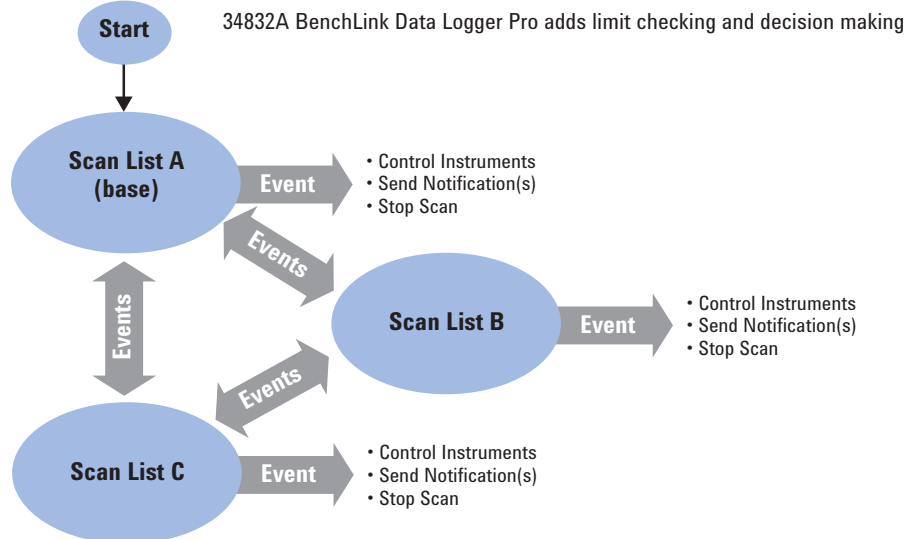 Start
34832A BenchLink Data Logger Pro adds limit checking and decision making
Scan List A
(base)
Event
• Control Instruments
• Send Notification(s)
• Stop Scan
Events
Events
Scan List B
Event
• Control Instruments
• Send Notification(s)
• Stop Scan
Events
Scan List C
Event
• Control Instruments
• Send Notification(s)
• Stop Scan